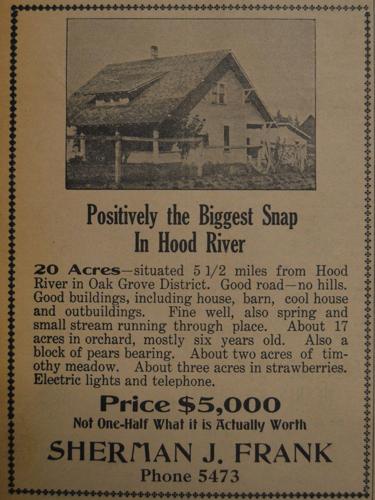 Positively the Biggest Snap
In Hood River
20 Acres—situated 5 1/2 miles from Hood
River in Oak Grove District. Good road—no hills.
Good buildings, including house, barn, cool house
and outbuildings. Fine well, also spring and
small stream running through place. About 17
acres in orchard, mostly six years old. Also a
block of pears bearing. About two acres of tim-
othy meadow. About three acres in strawberries.
Electric lights and telephone.
Price $5,000
Not One-Half What it is Actually Worth
SHERMAN J. FRANK
Phone 5473